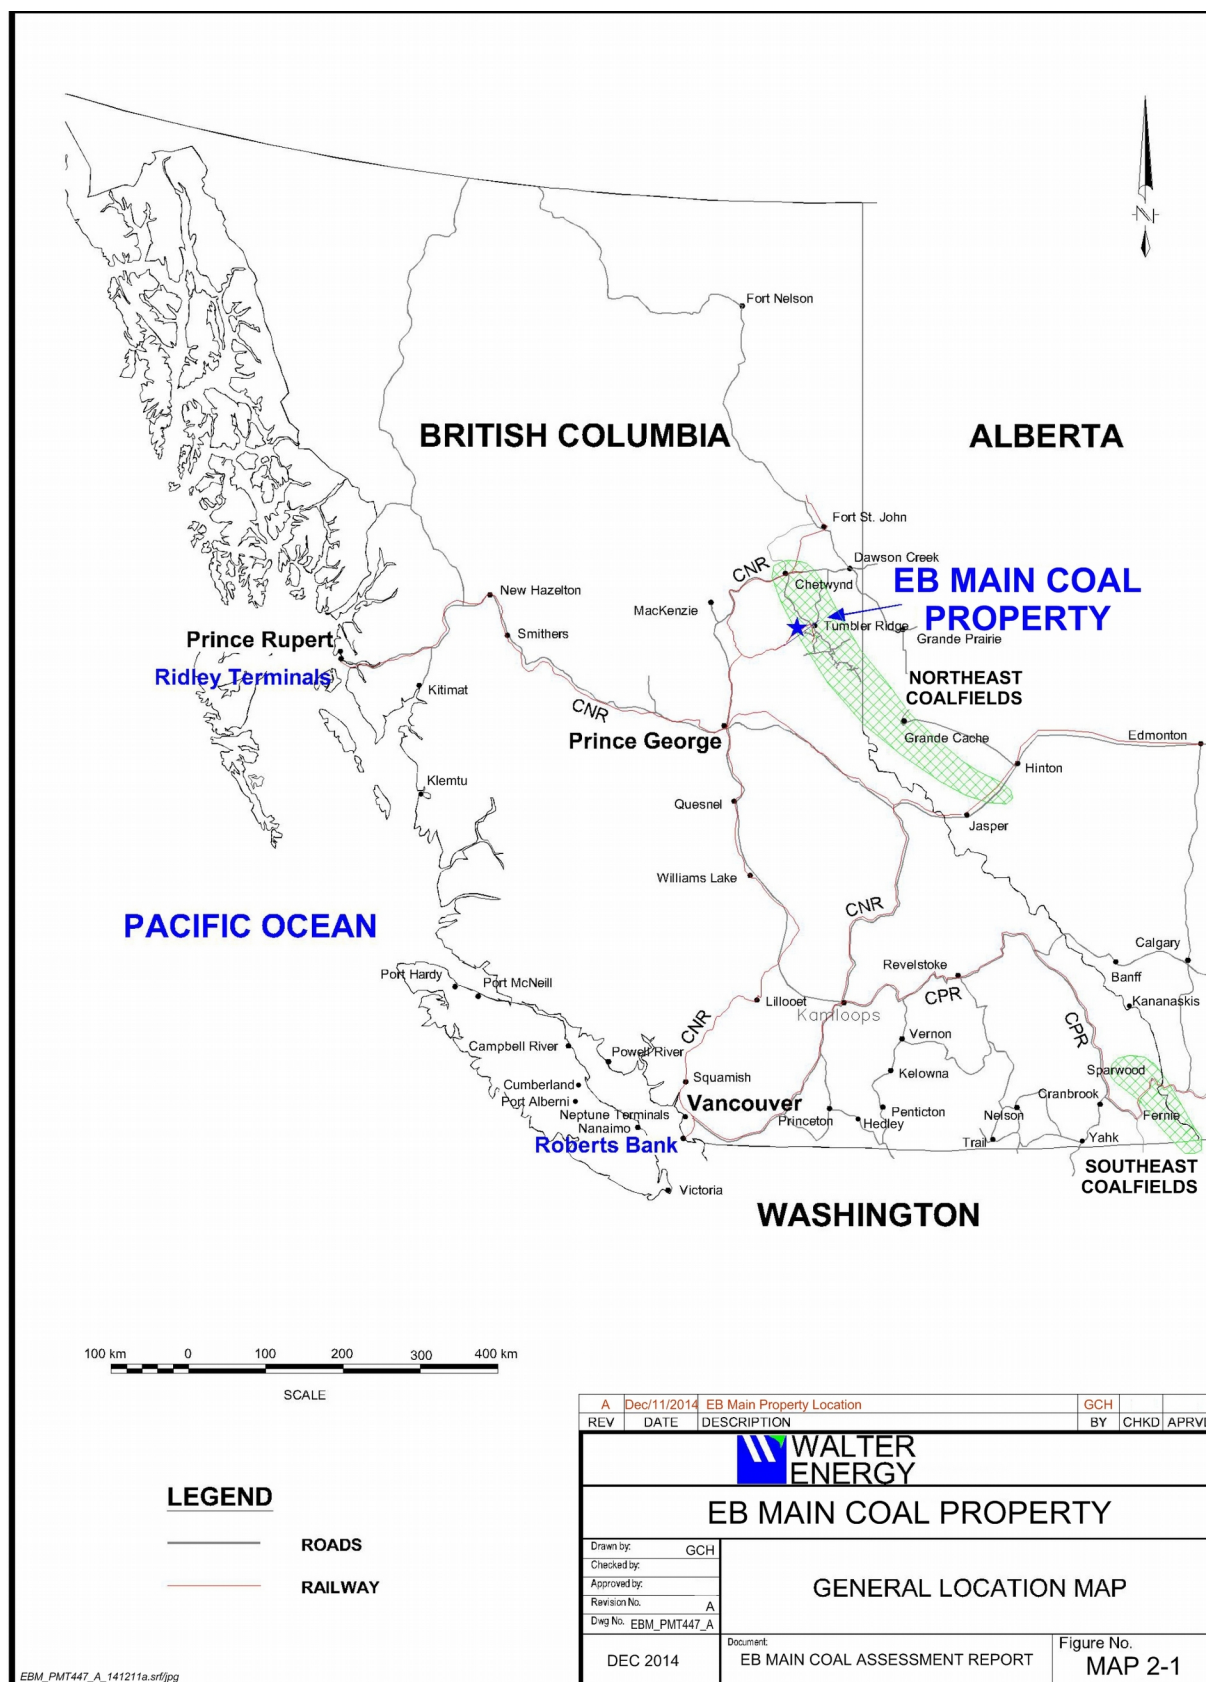 N
Fort Nelson
BRITISH COLUMBIA
ALBERTA
Fort St. John
Dawson Creek
CNR
Chetwynd
EB MAIN COAL
PROPERTY
New Hazelton
MacKenzie
Tumbler Ridge
Smithers
Grande Prairie
Prince Rupert
Ridley Terminals
Kitimat
NORTHEAST
COALFIELDS
CNR
Prince George
Grande Cache
Edmonton
Hinton
Klemtu
Quesnel
Jasper
Williams Lake
CNR
PACIFIC OCEAN
Calgary
Revelstoke
Banff
Port Hardy
Port McNeill
CPR
Lillooet
Kananaskis
Kamloops
CNR
CPR
Vernon
Campbell River
Powell River
Sparwood
Kelowna
Squamish
Cumberland
Cranbrook
Port Alberni
Vancouver
Neptune Terminals
Penticton
Nelson
Fernie
Princeton
Hedley
Nanaimo
Roberts Bank
Trail
Yahk
SOUTHEAST
COALFIELDS
Victoria
WASHINGTON
100 km 0 100 200 300 400 km
SCALE
A Dec/11/2014 EB Main Property Location GCH
REV DATE DESCRIPTION BY CHKD APRVD
WALTER
ENERGY
LEGEND
EB MAIN COAL PROPERTY
ROADS
RAILWAY
Drawn by: GCH
Checked by:
Approved by:
Revision No. A
Dwg No. EBM_PMT447_A
GENERAL LOCATION MAP
DEC 2014
Document:
EB MAIN COAL ASSESSMENT REPORT
Figure No.
MAP 2-1
EBM_PMT447_A_141211a.srf/jpg